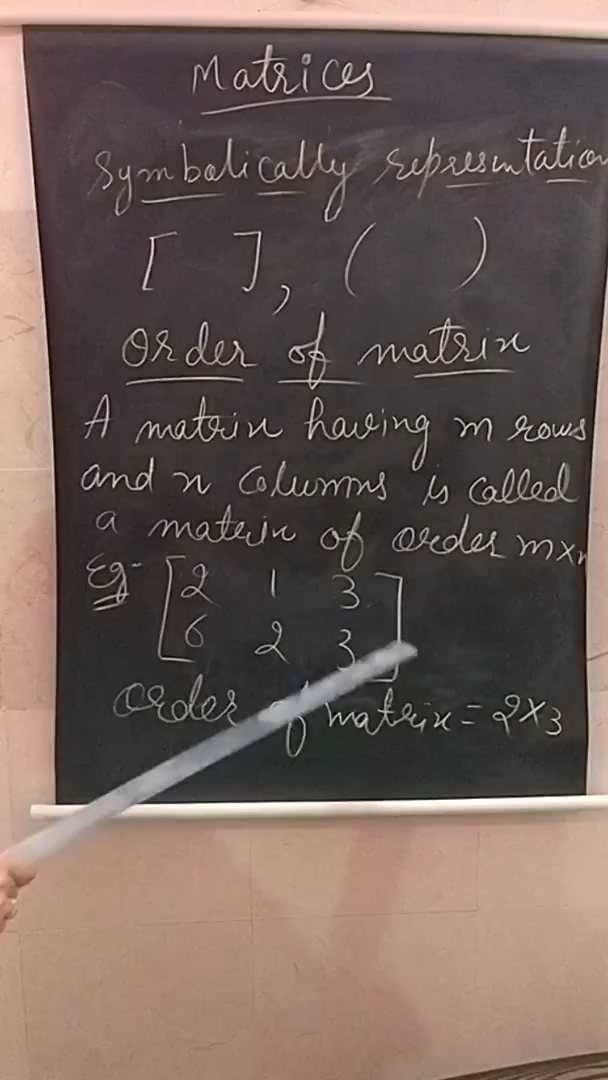 Matrices
Symbolically representation
[ ], ( )
Order of matrix
A matrix having m rows
and n columns is called
a matrix of order m×n
Eg- [2 1 3
6 2 3]
Order of matrix = 2×3